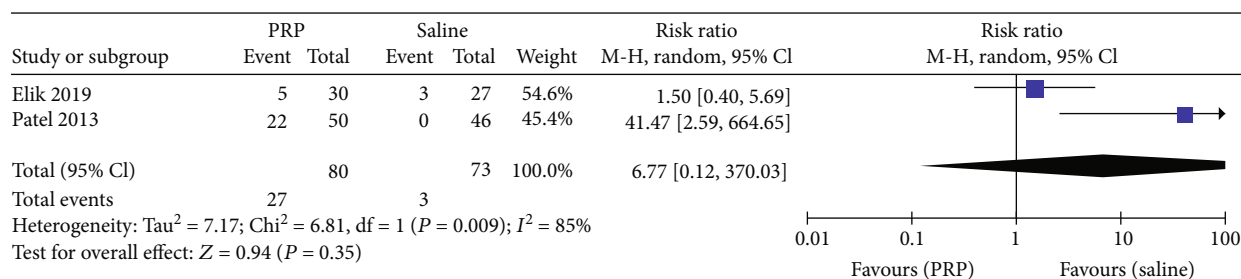 PRP Saline Risk ratio Risk ratio
Study or subgroup Event Total Event Total Weight M-H, random, 95% Cl M-H, random, 95% Cl
Elik 2019 5 30 3 27 54.6% 1.50 [0.40, 5.69]
Patel 2013 22 50 0 46 45.4% 41.47 [2.59, 664.65]
Total (95% Cl) 80 73 100.0% 6.77 [0.12, 370.03]
Total events 27 3
Heterogeneity: Tau² = 7.17; Chi² = 6.81, df = 1 (P = 0.009); I² = 85%
Test for overall effect: Z = 0.94 (P = 0.35)
0.01 0.1 1 10 100
Favours (PRP) Favours (saline)